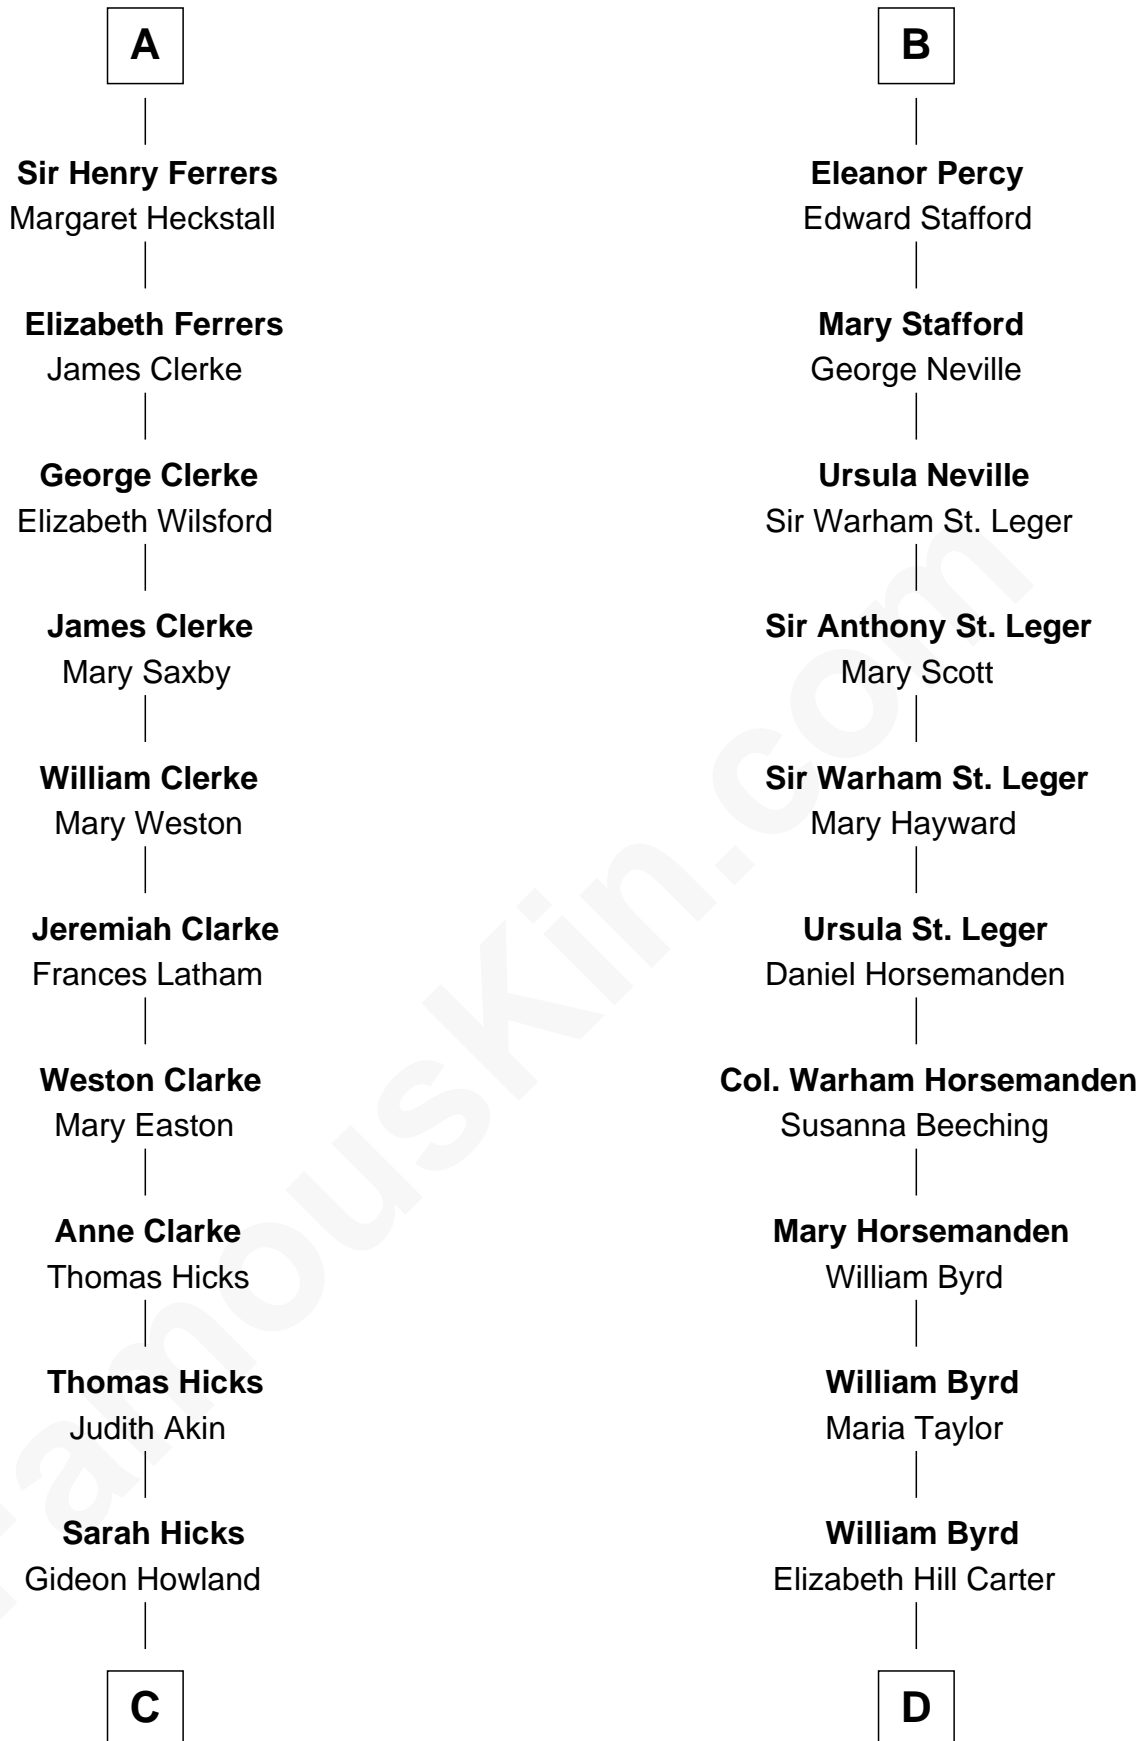 A
Sir Henry Ferrers
Margaret Heckstall
Elizabeth Ferrers
James Clerke
George Clerke
Elizabeth Wilsford
James Clerke
Mary Saxby
William Clerke
Mary Weston
Jeremiah Clarke
Frances Latham
Weston Clarke
Mary Easton
Anne Clarke
Thomas Hicks
Thomas Hicks
Judith Akin
Sarah Hicks
Gideon Howland
C
B
Eleanor Percy
Edward Stafford
Mary Stafford
George Neville
Ursula Neville
Sir Warham St. Leger
Sir Anthony St. Leger
Mary Scott
Sir Warham St. Leger
Mary Hayward
Ursula St. Leger
Daniel Horsemanden
Col. Warham Horsemanden
Susanna Beeching
Mary Horsemanden
William Byrd
William Byrd
Maria Taylor
William Byrd
Elizabeth Hill Carter
D
FamousKin.com